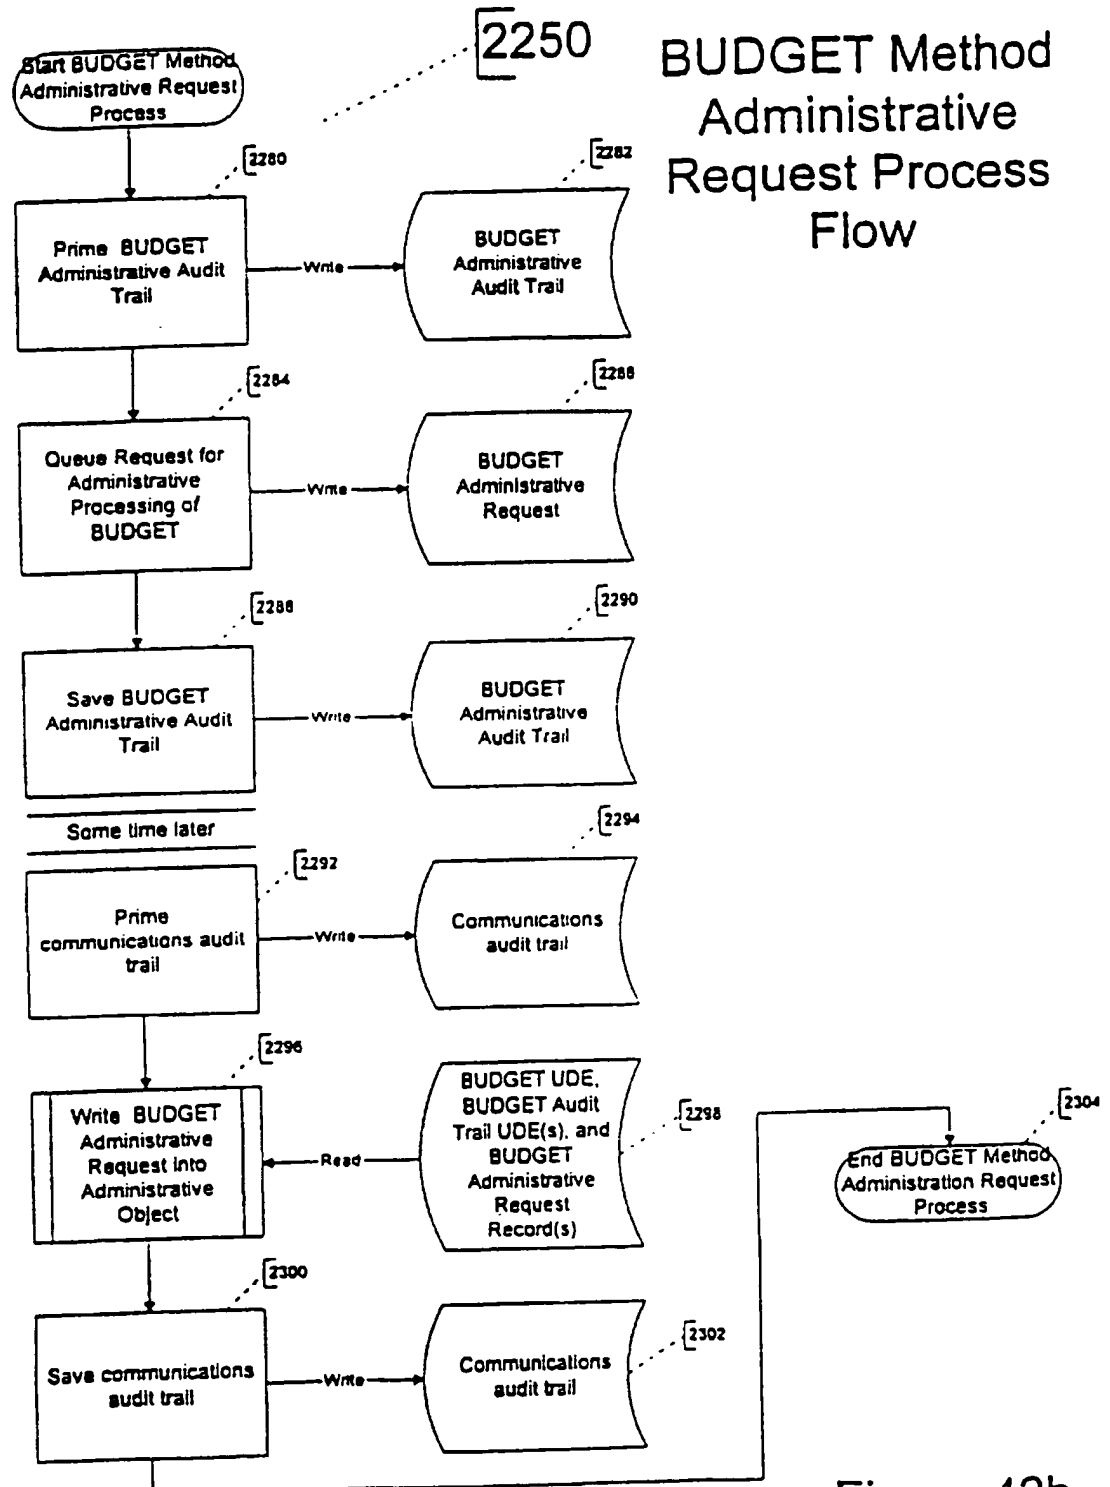 2250
BUDGET Method
Administrative
Request Process
Flow
Start BUDGET Method
Administrative Request
Process
2280
Prime BUDGET
Administrative Audit
Trail
Write
2282
BUDGET
Administrative
Audit Trail
2284
Queue Request for
Administrative
Processing of
BUDGET
Write
2286
BUDGET
Administrative
Request
2288
Save BUDGET
Administrative Audit
Trail
Write
2290
BUDGET
Administrative
Audit Trail
Some time later
2292
Prime
communications audit
trail
Write
2294
Communications
audit trail
2296
Write BUDGET
Administrative
Request into
Administrative
Object
Read
2298
BUDGET UDE,
BUDGET Audit
Trail UDE(s), and
BUDGET
Administrative
Request
Record(s)
2300
Save communications
audit trail
Write
2302
Communications
audit trail
2304
End BUDGET Method
Administration Request
Process